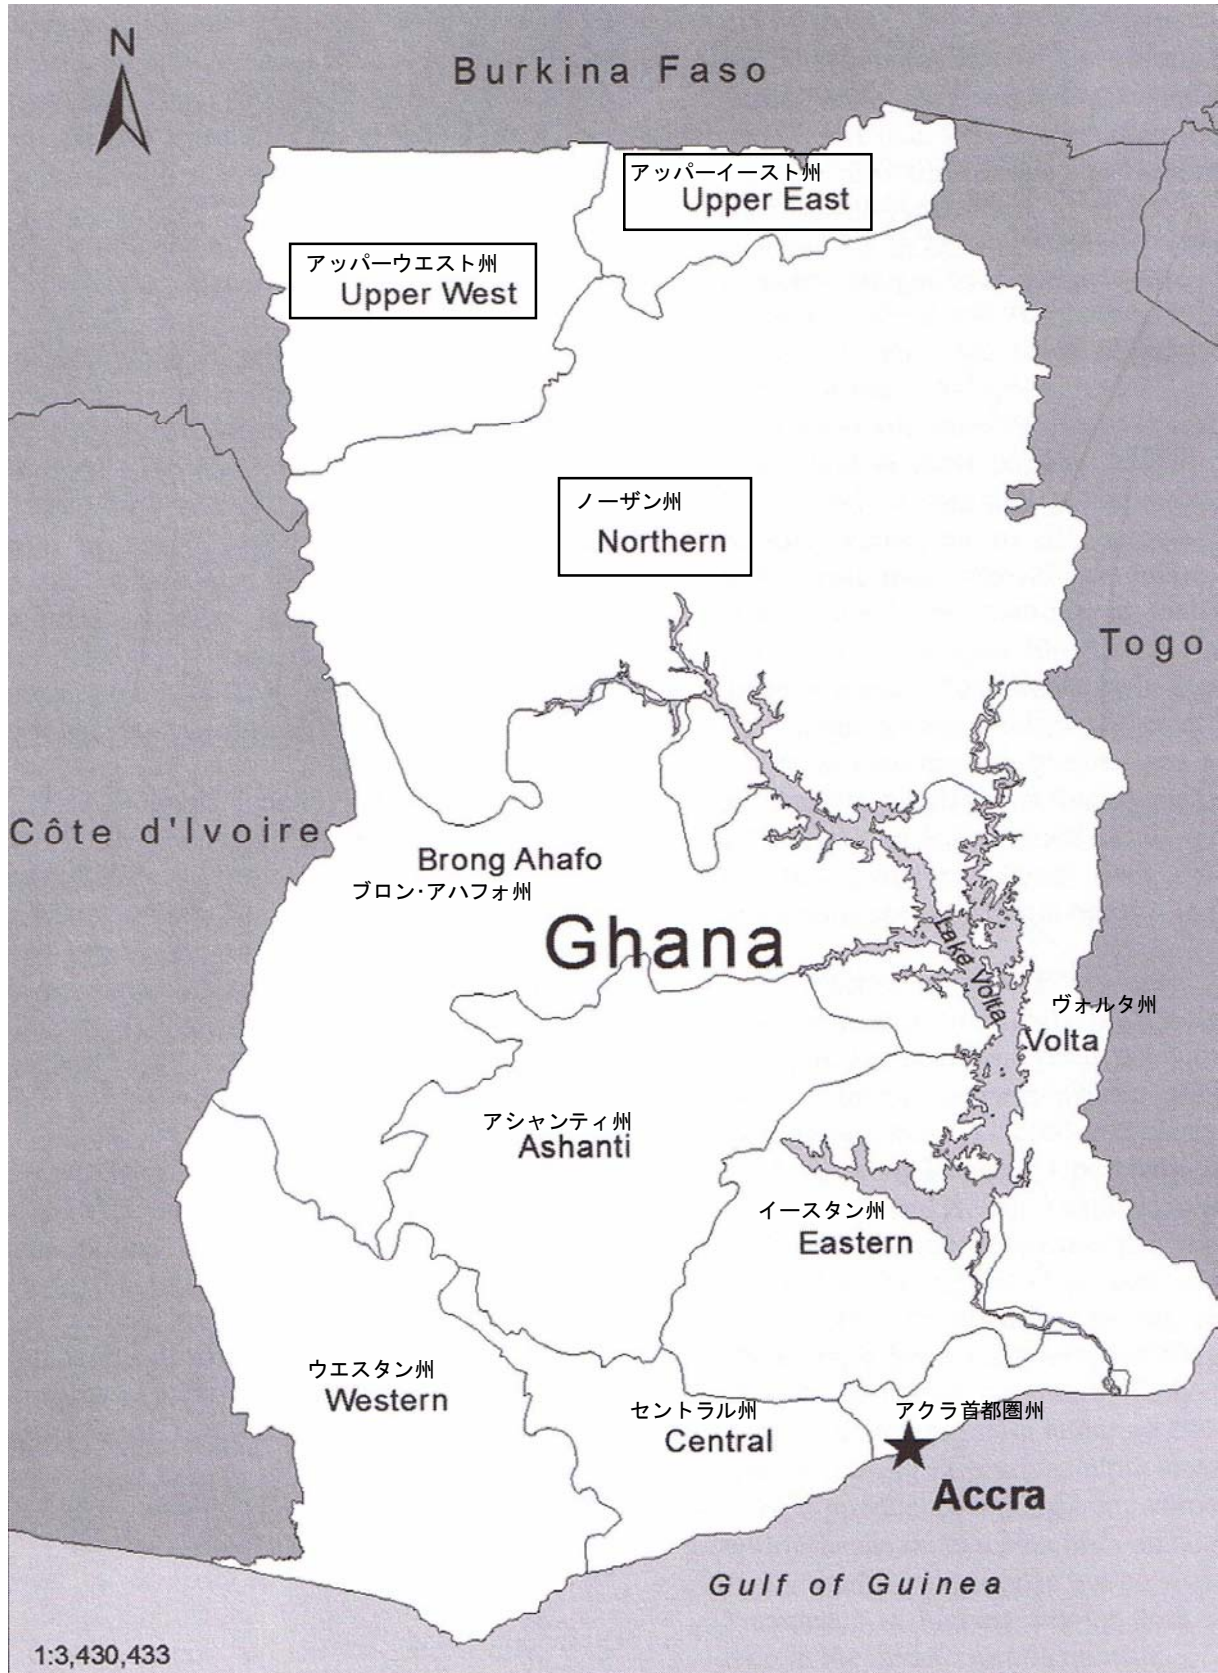 N
Burkina Faso
アッパーイースト州
Upper East
アッパーウエスト州
Upper West
ノーザン州
Northern
Togo
Côte d'Ivoire
Brong Ahafo
ブロン・アハフォ州
Ghana
Lake Volta
ヴォルタ州
Volta
アシャンティ州
Ashanti
イースタン州
Eastern
ウエスタン州
Western
セントラル州
Central
アクラ首都圏州
Accra
Gulf of Guinea
1:3,430,433